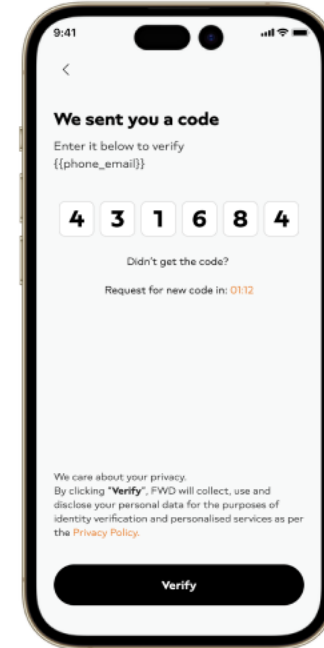 9:41
We sent you a code
Enter it below to verify
{{phone_email}}
4 3 1 6 8 4
Didn't get the code?
Request for new code in: 01:12
We care about your privacy.
By clicking "Verify", FWD will collect, use and
disclose your personal data for the purposes of
identity verification and personalised services as per
the Privacy Policy.
Verify